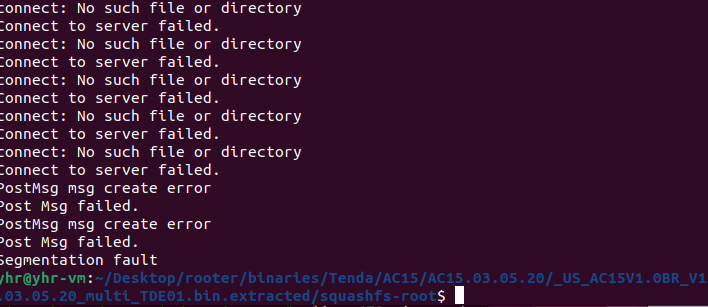 connect: No such file or directory
Connect to server failed.
connect: No such file or directory
Connect to server failed.
connect: No such file or directory
Connect to server failed.
connect: No such file or directory
Connect to server failed.
connect: No such file or directory
Connect to server failed.
PostMsg msg create error
Post Msg failed.
PostMsg msg create error
Post Msg failed.
Segmentation fault
yhr@yhr-vm:~/Desktop/rooter/binaries/Tenda/AC15/AC15.03.05.20/_US_AC15V1.0BR_V1
.03.05.20_multi_TDE01.bin.extracted/squashfs-root$